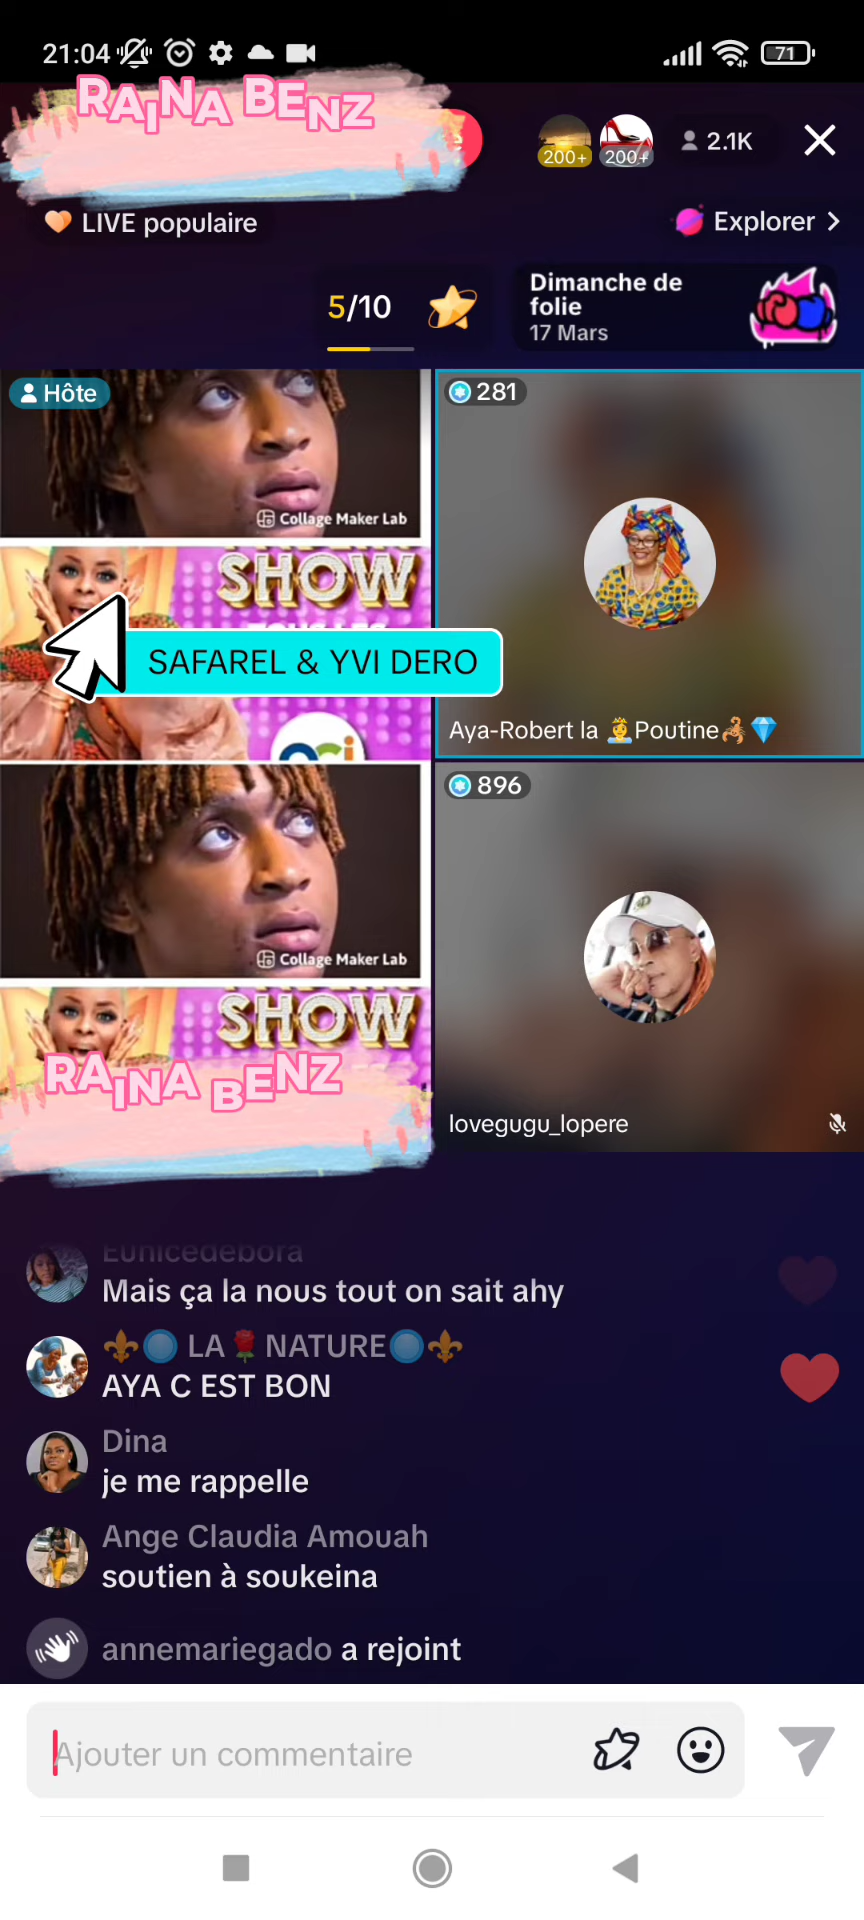 21:04
71
RAINA BENZ
200+
200+
2.1K
LIVE populaire
Explorer
5/10
Dimanche de
folie
17 Mars
Hôte
281
Collage Maker Lab
SHOW
SAFAREL & YVI DERO
Aya-Robert la 🤴Poutine🦂💎
896
Collage Maker Lab
SHOW
RAINA BENZ
lovegugu_lopere
Eunicedebora
Mais ça la nous tout on sait ahy
⚜️🔵 LA🌹NATURE🔵⚜️
AYA C EST BON
Dina
je me rappelle
Ange Claudia Amouah
soutien à soukeina
annemariegado a rejoint
Ajouter un commentaire